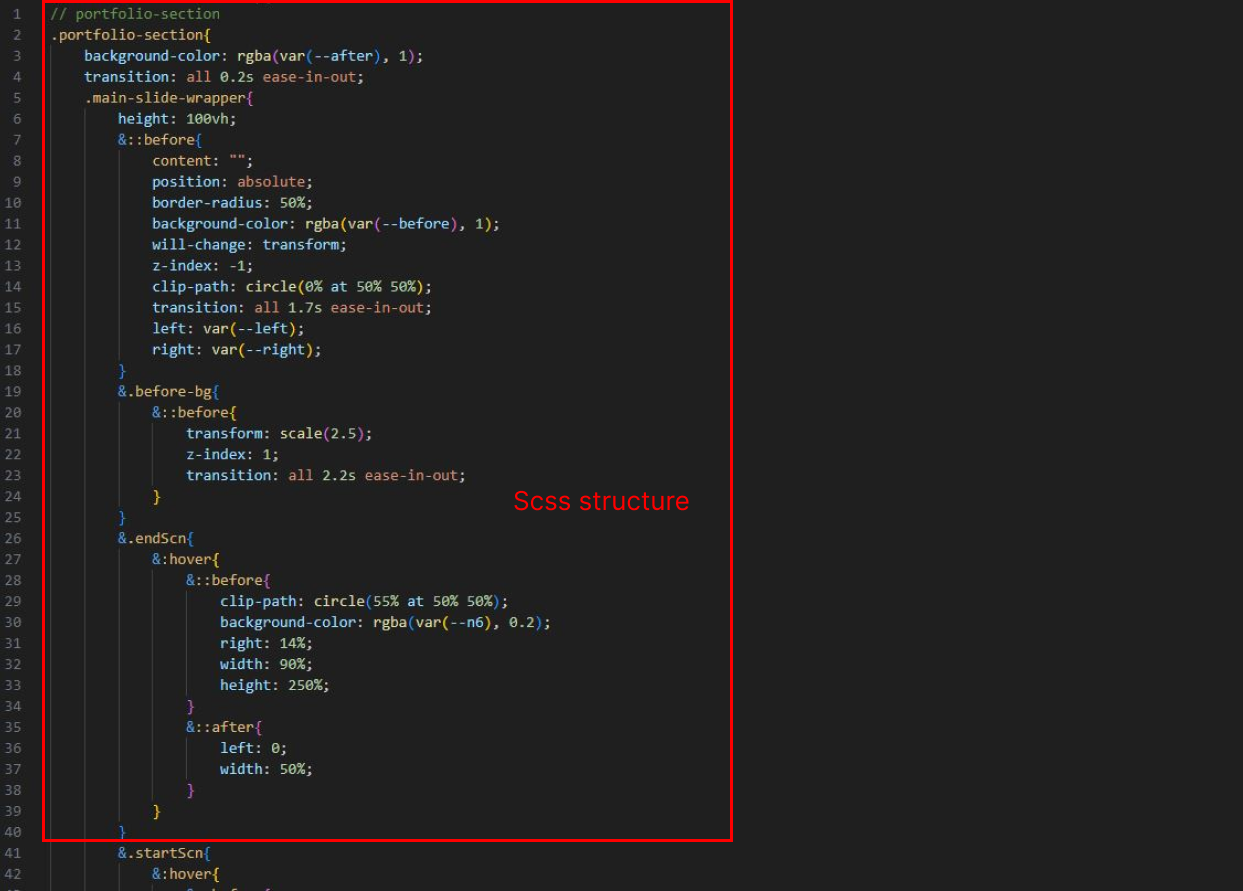 1 // portfolio-section
2 .portfolio-section{
3     background-color: rgba(var(--after), 1);
4     transition: all 0.2s ease-in-out;
5     .main-slide-wrapper{
6         height: 100vh;
7         &::before{
8             content: "";
9             position: absolute;
10             border-radius: 50%;
11             background-color: rgba(var(--before), 1);
12             will-change: transform;
13             z-index: -1;
14             clip-path: circle(0% at 50% 50%);
15             transition: all 1.7s ease-in-out;
16             left: var(--left);
17             right: var(--right);
18         }
19         &.before-bg{
20             &::before{
21                 transform: scale(2.5);
22                 z-index: 1;
23                 transition: all 2.2s ease-in-out;
24             }
Scss structure
25         }
26         &.endScn{
27             &:hover{
28                 &::before{
29                     clip-path: circle(55% at 50% 50%);
30                     background-color: rgba(var(--n6), 0.2);
31                     right: 14%;
32                     width: 90%;
33                     height: 250%;
34                 }
35                 &::after{
36                     left: 0;
37                     width: 50%;
38                 }
39             }
40         }
41         &.startScn{
42             &:hover{